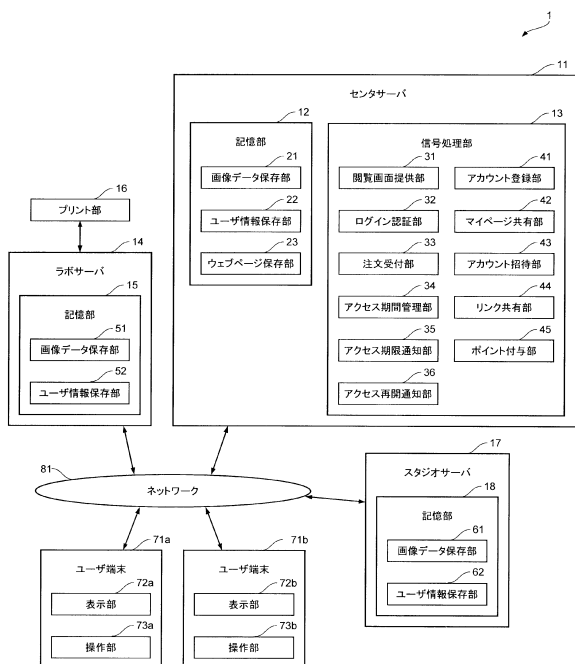 1
11
センタサーバ
12
記憶部
21
画像データ保存部
22
ユーザ情報保存部
23
ウェブページ保存部
13
信号処理部
31
閲覧画面提供部
32
ログイン認証部
33
注文受付部
34
アクセス期間管理部
35
アクセス期限通知部
36
アクセス再開通知部
41
アカウント登録部
42
マイページ共有部
43
アカウント招待部
44
リンク共有部
45
ポイント付与部
16
プリント部
14
ラボサーバ
15
記憶部
51
画像データ保存部
52
ユーザ情報保存部
81
ネットワーク
17
スタジオサーバ
18
記憶部
61
画像データ保存部
62
ユーザ情報保存部
71a
ユーザ端末
72a
表示部
73a
操作部
71b
ユーザ端末
72b
表示部
73b
操作部